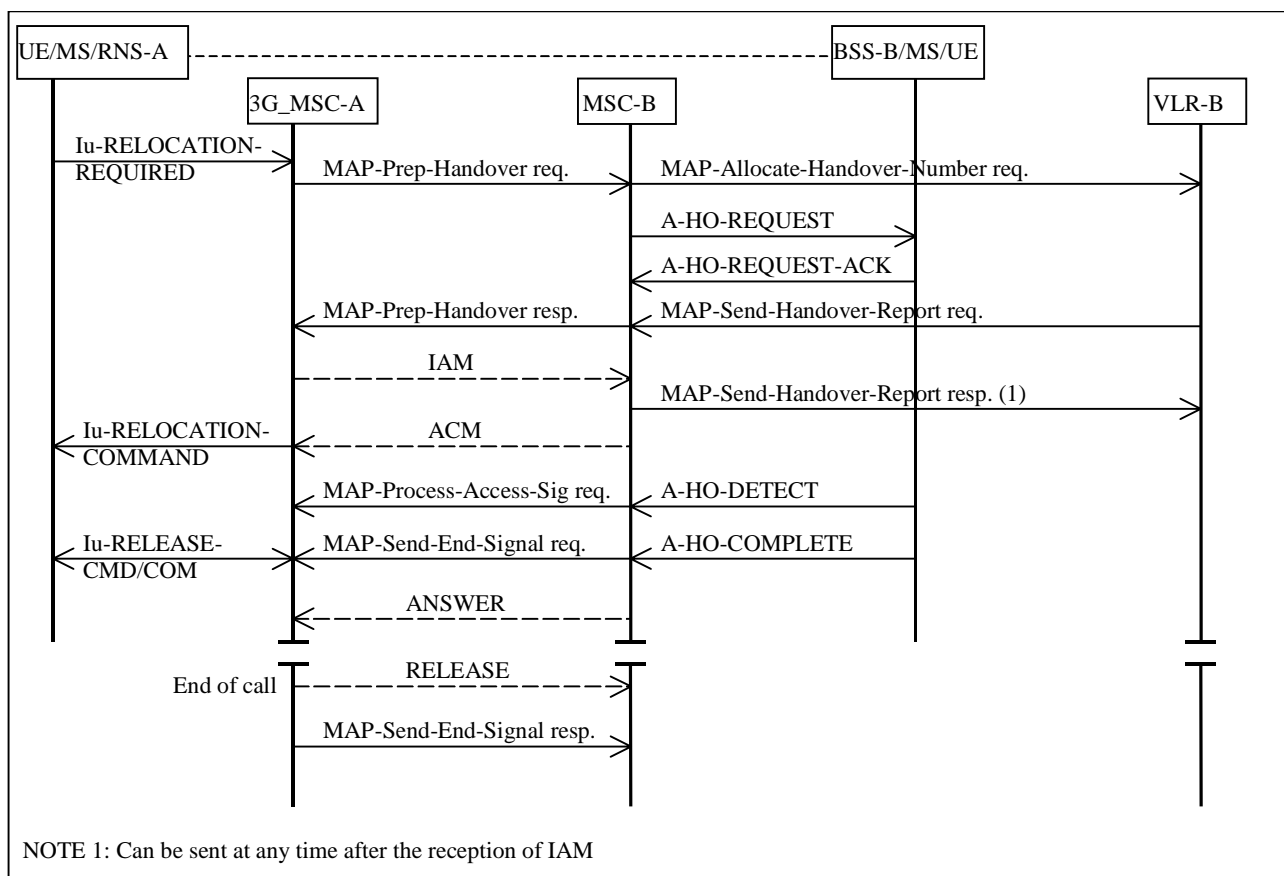 UE/MS/RNS-A
BSS-B/MS/UE
3G_MSC-A
MSC-B
VLR-B
Iu-RELOCATION-
REQUIRED
MAP-Prep-Handover req.
MAP-Allocate-Handover-Number req.
A-HO-REQUEST
A-HO-REQUEST-ACK
MAP-Prep-Handover resp.
MAP-Send-Handover-Report req.
IAM
MAP-Send-Handover-Report resp. (1)
Iu-RELOCATION-
COMMAND
ACM
MAP-Process-Access-Sig req.
A-HO-DETECT
Iu-RELEASE-
CMD/COM
MAP-Send-End-Signal req.
A-HO-COMPLETE
ANSWER
RELEASE
End of call
MAP-Send-End-Signal resp.
NOTE 1: Can be sent at any time after the reception of IAM